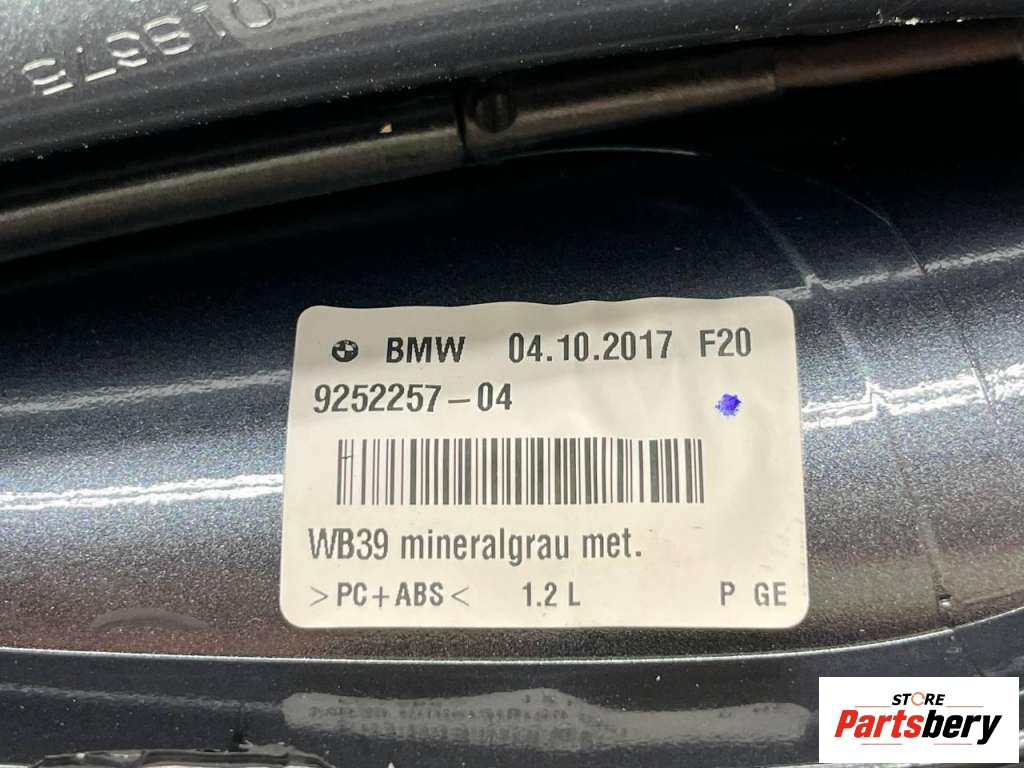 BMW 04.10.2017 F20
9252257-04
WB39 mineralgrau met.
>PC+ABS< 1.2 L P GE
STORE
Partsbery